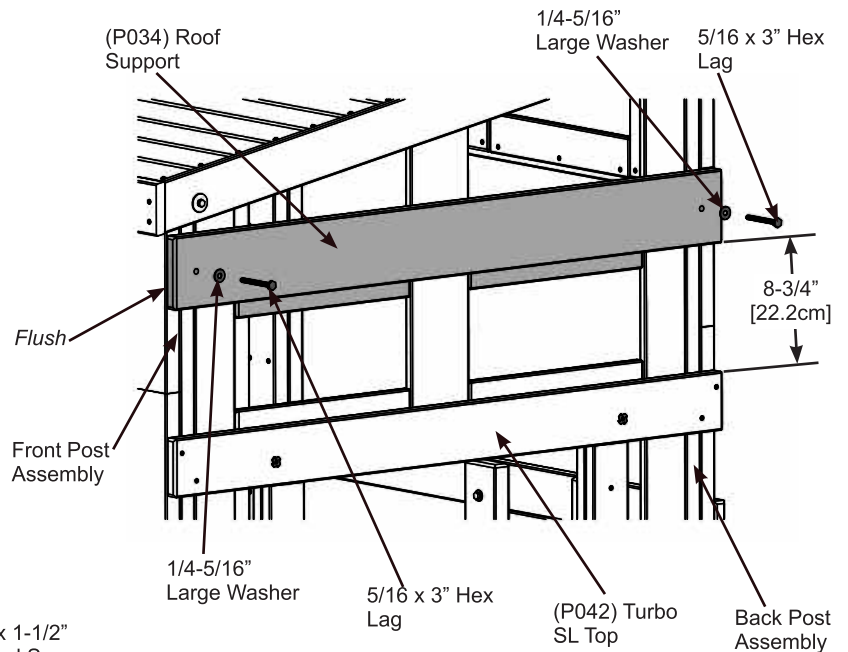 (P034) Roof
Support
1/4-5/16”
Large Washer
5/16 x 3” Hex
Lag
8-3/4”
[22.2cm]
Flush
Front Post
Assembly
1/4-5/16”
Large Washer
5/16 x 3” Hex
Lag
(P042) Turbo
SL Top
Back Post
Assembly
x 1-1/2”